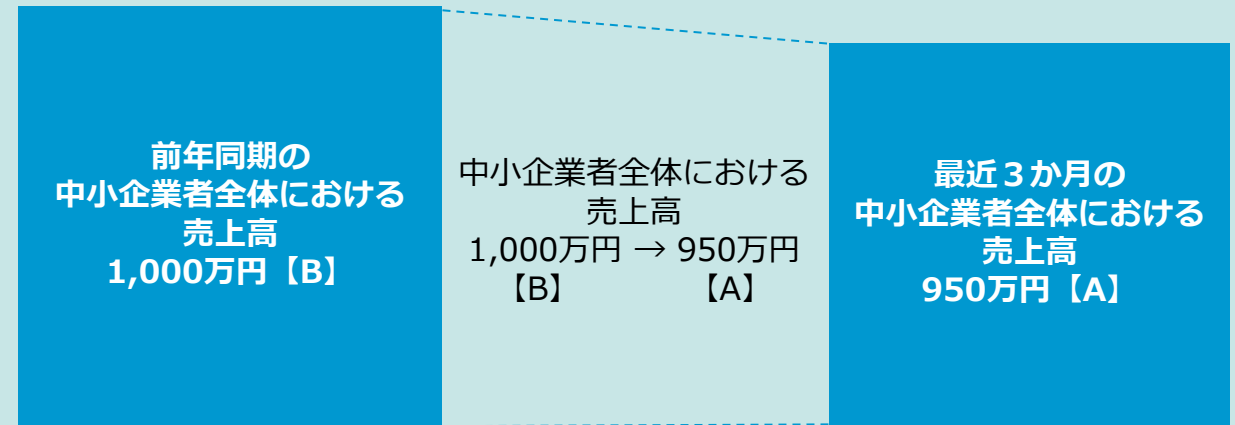 前年同期の
中小企業者全体における
売上高
1,000万円【B】
中小企業者全体における
売上高
1,000万円 → 950万円
【B】　　　　【A】
最近３か月の
中小企業者全体における
売上高
950万円【A】